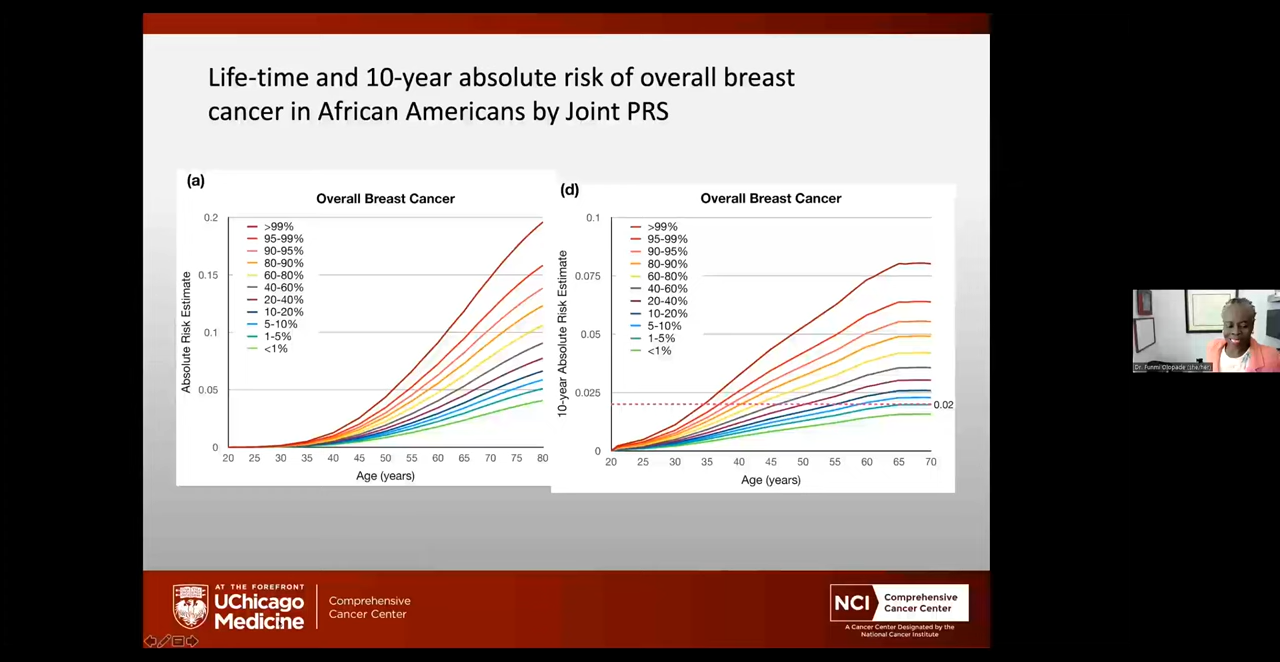 Life-time and 10-year absolute risk of overall breast
cancer in African Americans by Joint PRS
(a)
Overall Breast Cancer
Absolute Risk Estimate
0.2
0.15
0.1
0.05
0
>99%
95-99%
90-95%
80-90%
60-80%
40-60%
20-40%
10-20%
5-10%
1-5%
<1%
20 25 30 35 40 45 50 55 60 65 70 75 80
Age (years)
(d)
Overall Breast Cancer
10-year Absolute Risk Estimate
0.1
0.075
0.05
0.025
0
>99%
95-99%
90-95%
80-90%
60-80%
40-60%
20-40%
10-20%
5-10%
1-5%
<1%
0.02
20 25 30 35 40 45 50 55 60 65 70
Age (years)
Dr. Funmi Olopade (she/her)
AT THE FOREFRONT
UChicago
Medicine
Comprehensive
Cancer Center
NCI
Comprehensive
Cancer Center
A Cancer Center Designated by the
National Cancer Institute